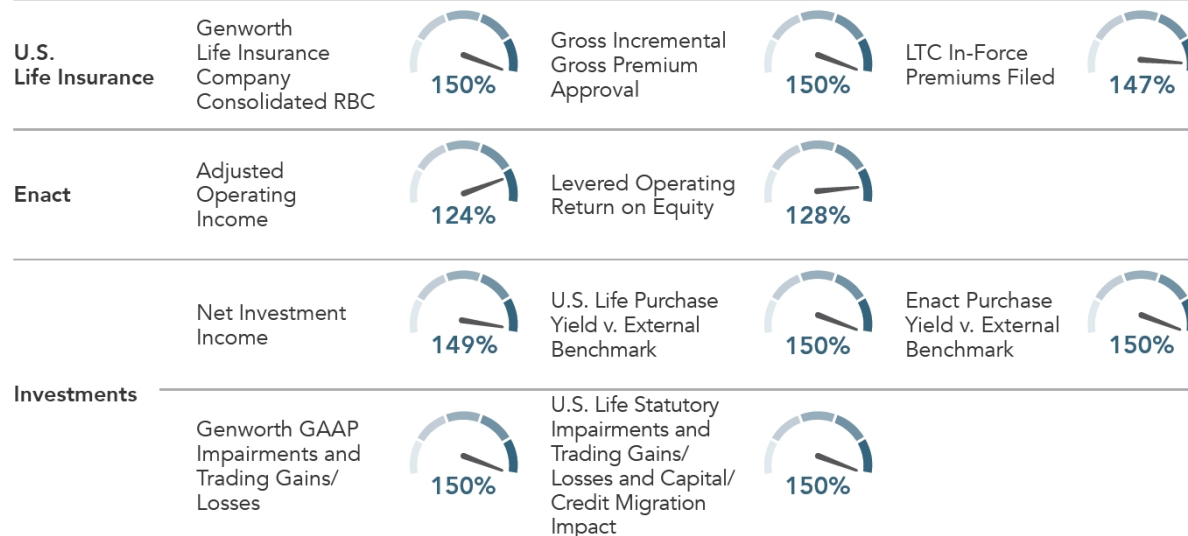 U.S.
Life Insurance
Genworth
Life Insurance
Company
Consolidated RBC
150%
Gross Incremental
Gross Premium
Approval
150%
LTC In-Force
Premiums Filed
147%
Enact
Adjusted
Operating
Income
124%
Levered Operating
Return on Equity
128%
Investments
Net Investment
Income
149%
U.S. Life Purchase
Yield v. External
Benchmark
150%
Enact Purchase
Yield v. External
Benchmark
150%
Genworth GAAP
Impairments and
Trading Gains/
Losses
150%
U.S. Life Statutory
Impairments and
Trading Gains/
Losses and Capital/
Credit Migration
Impact
150%